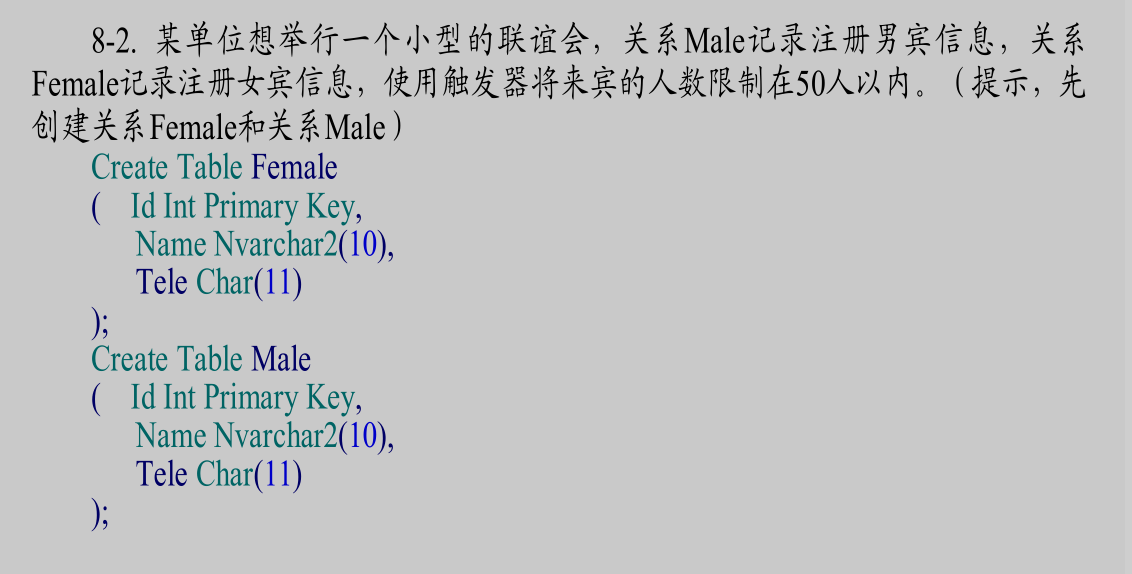 8-2. 某单位想举行一个小型的联谊会，关系Male记录注册男宾信息，关系
Female记录注册女宾信息，使用触发器将来宾的人数限制在50人以内。（提示，先
创建关系Female和关系Male）
Create Table Female
( Id Int Primary Key,
Name Nvarchar2(10),
Tele Char(11)
);
Create Table Male
( Id Int Primary Key,
Name Nvarchar2(10),
Tele Char(11)
);